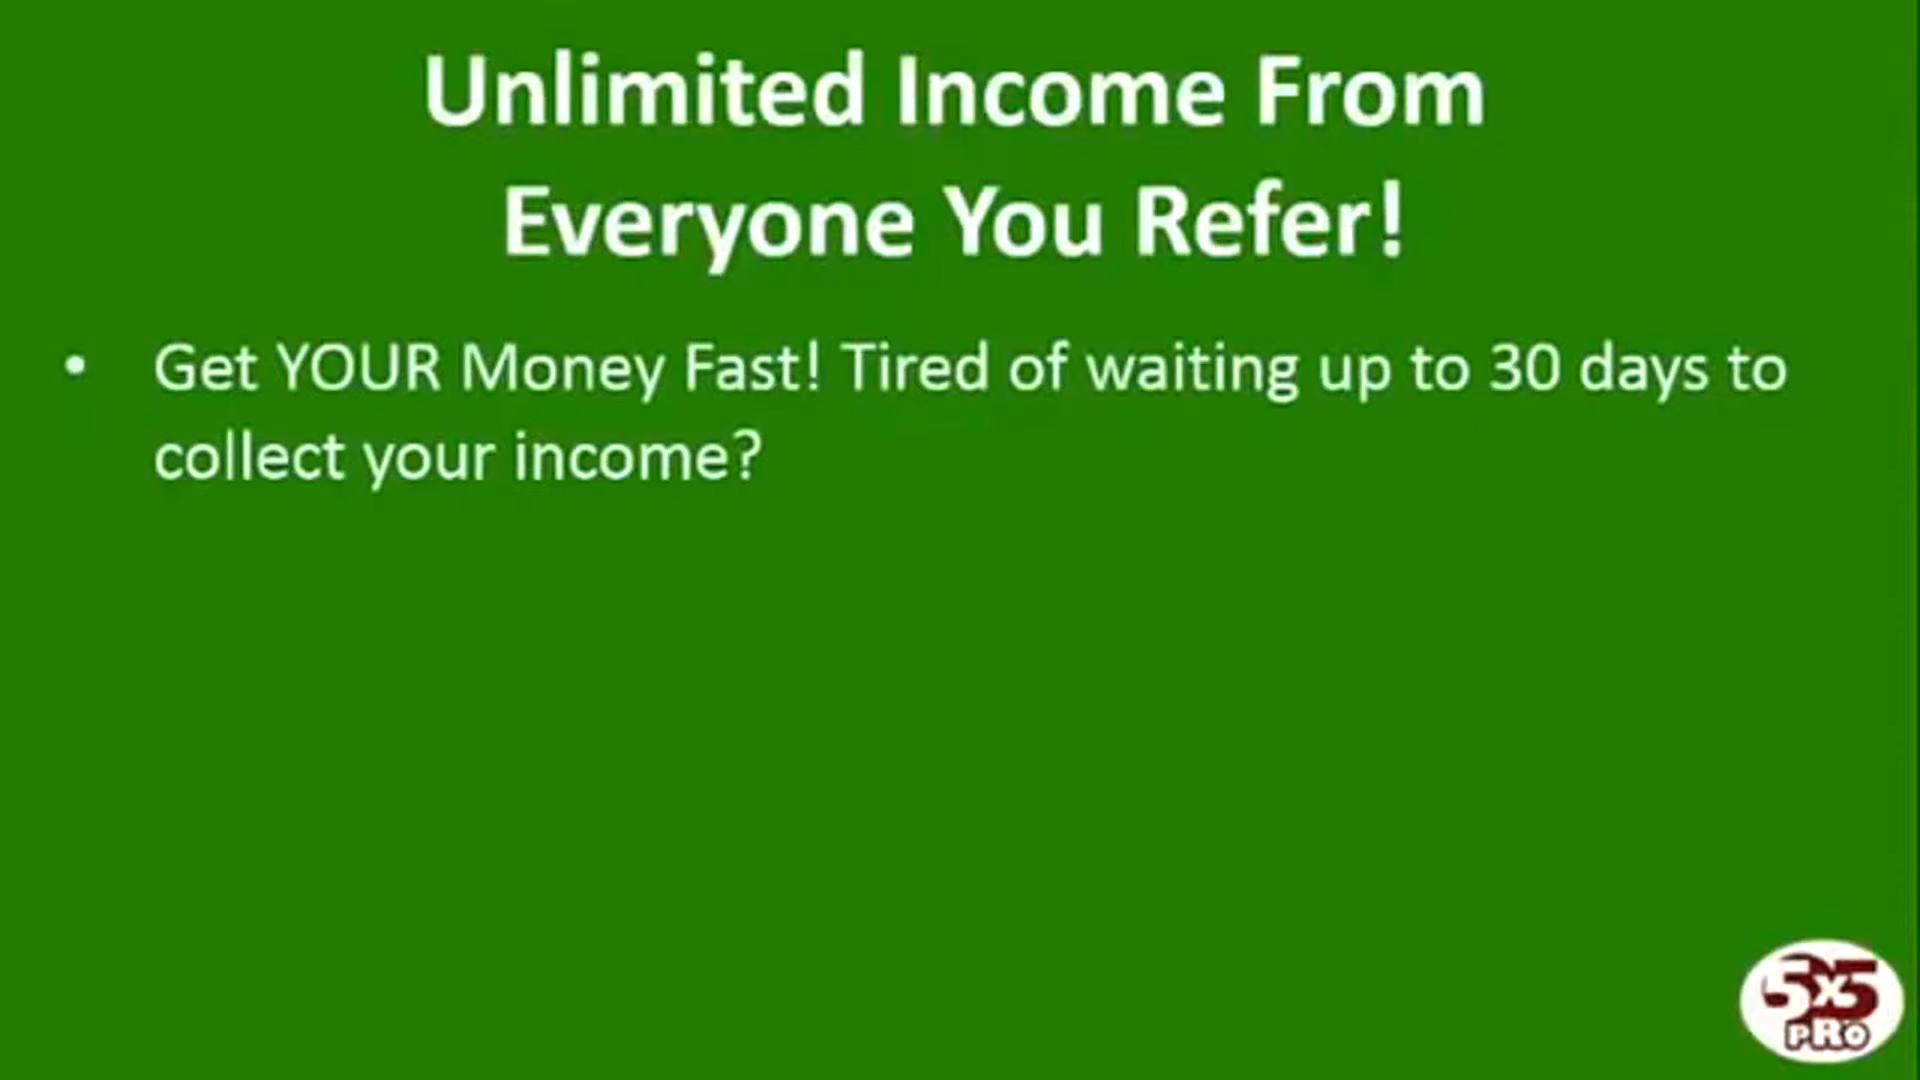 Unlimited Income From
Everyone You Refer!
• Get YOUR Money Fast! Tired of waiting up to 30 days to
collect your income?
5x5
PRO